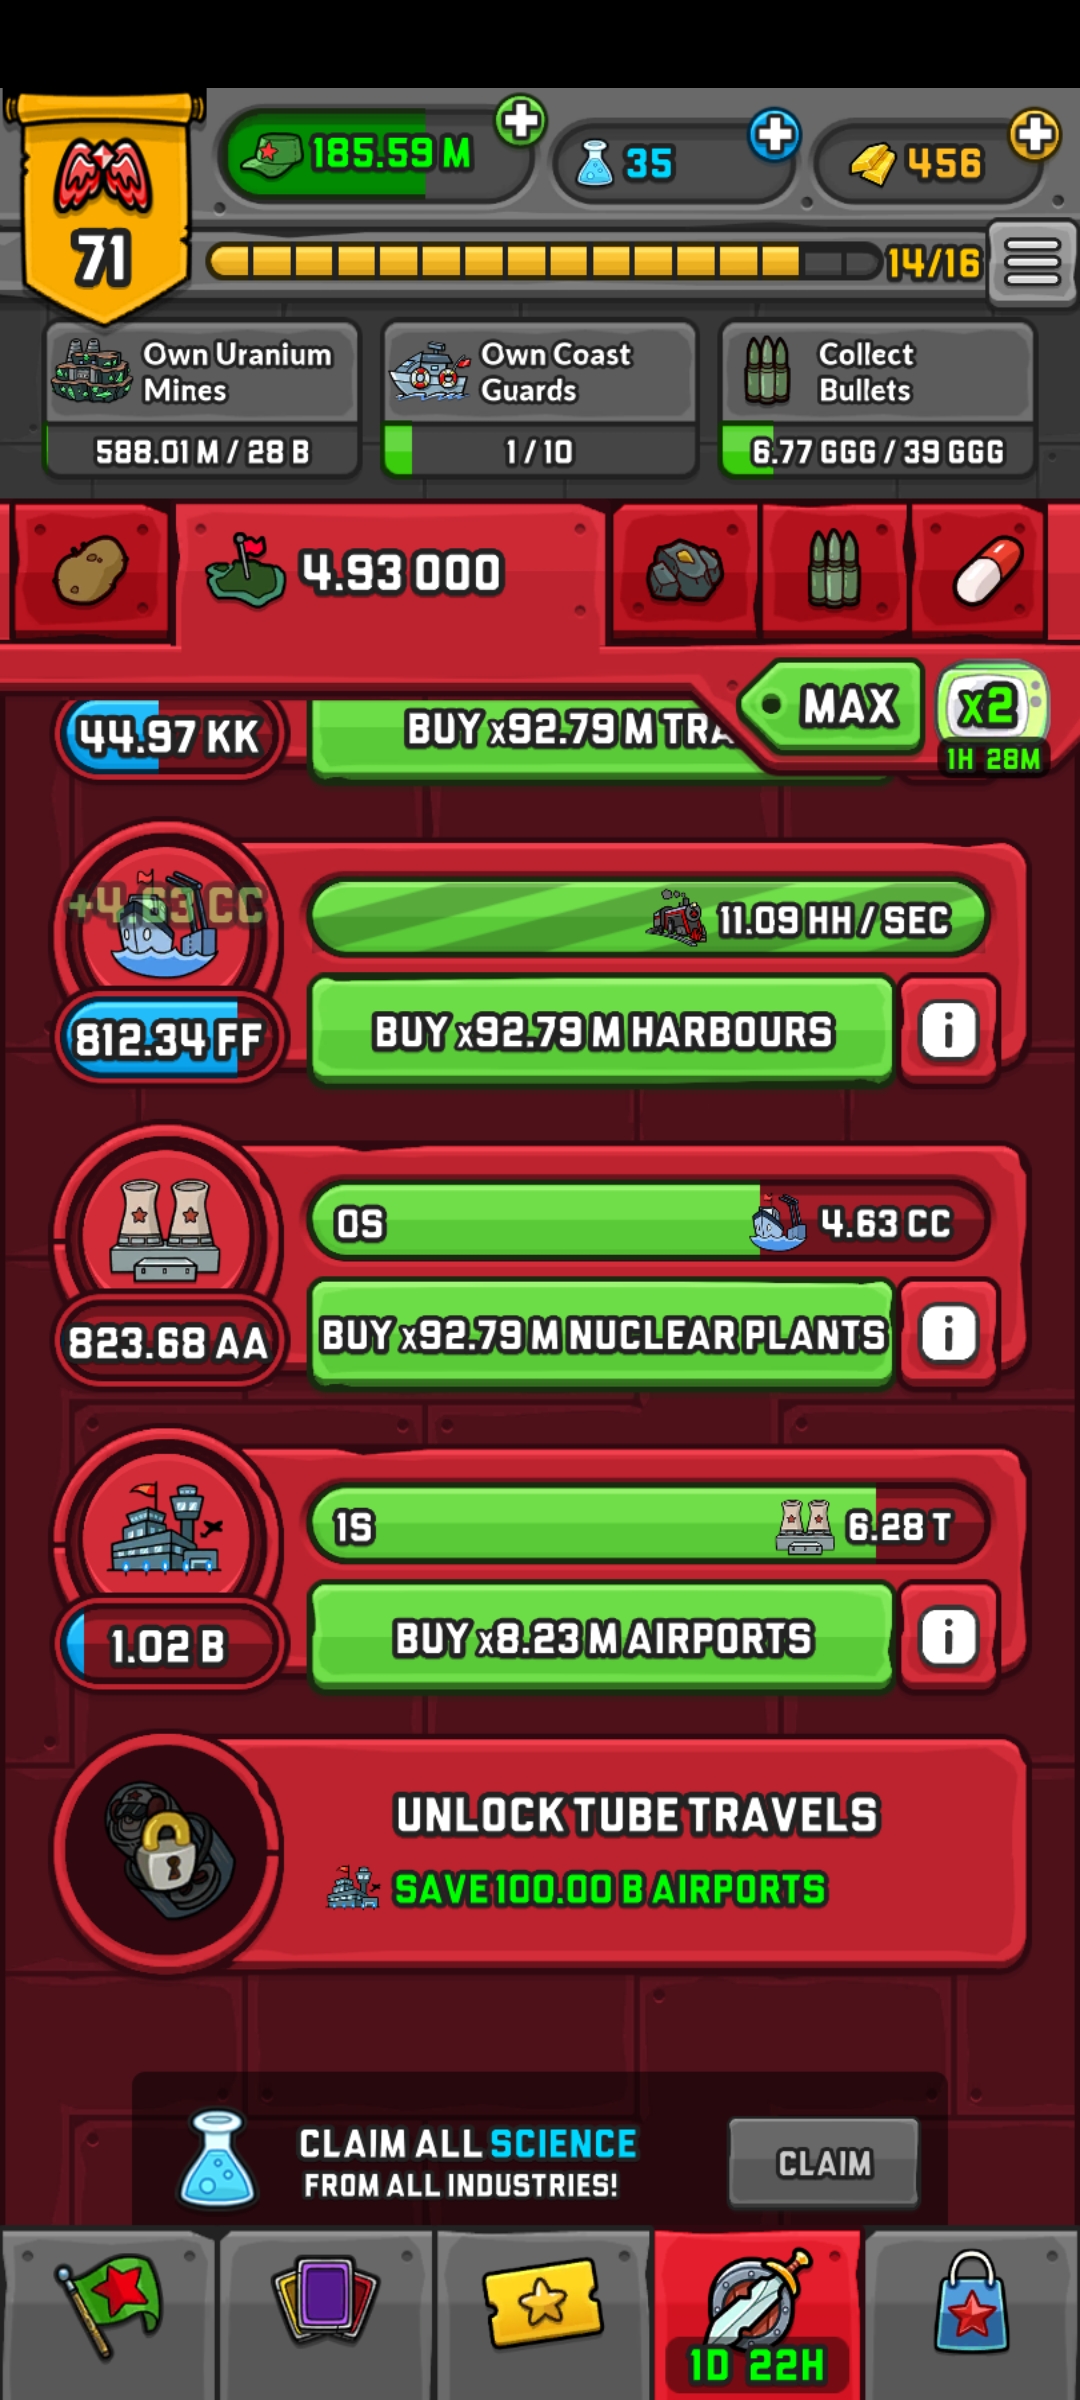 185.59 M
35
456
71
14/16
Own Uranium
Mines
588.01 M / 28 B
Own Coast
Guards
1 / 10
Collect
Bullets
6.77 GGG / 39 GGG
4.93 000
MAX
x2
1H 28M
44.97 KK
BUY x92.79 M TRA
+4.63 CC
11.09 HH / SEC
812.34 FF
BUY x92.79 M HARBOURS
i
0S
4.63 CC
823.68 AA
BUY x92.79 M NUCLEAR PLANTS
i
1S
6.28 T
1.02 B
BUY x8.23 M AIRPORTS
i
UNLOCK TUBE TRAVELS
SAVE 100.00 B AIRPORTS
CLAIM ALL SCIENCE
FROM ALL INDUSTRIES!
CLAIM
1D 22H